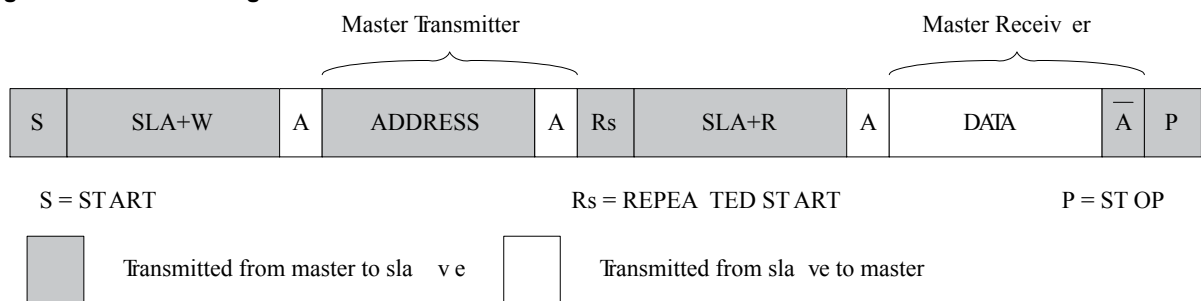 Master Transmitter Master Receiv er
S SLA+W A ADDRESS A Rs SLA+R A DATA A̅ P
S = ST ART Rs = REPEA TED ST ART P = ST OP
Transmitted from master to sla v e Transmitted from sla ve to master